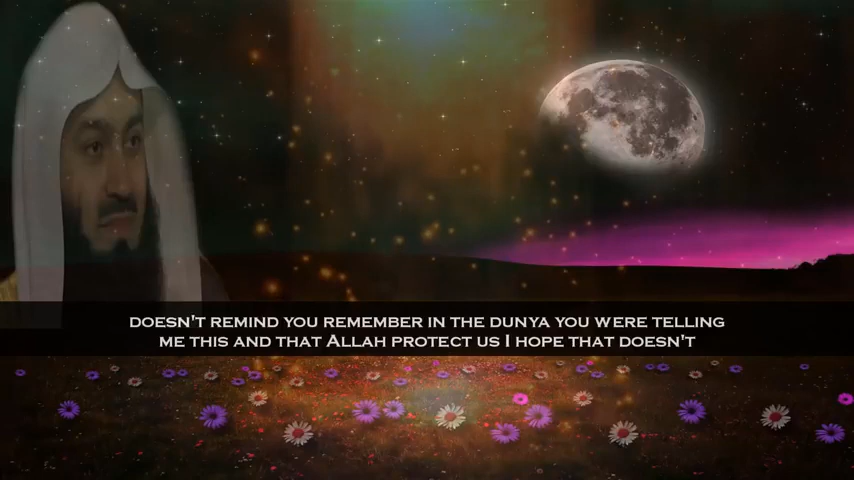 DOESN'T REMIND YOU REMEMBER IN THE DUNYA YOU WERE TELLING
ME THIS AND THAT ALLAH PROTECT US I HOPE THAT DOESN'T